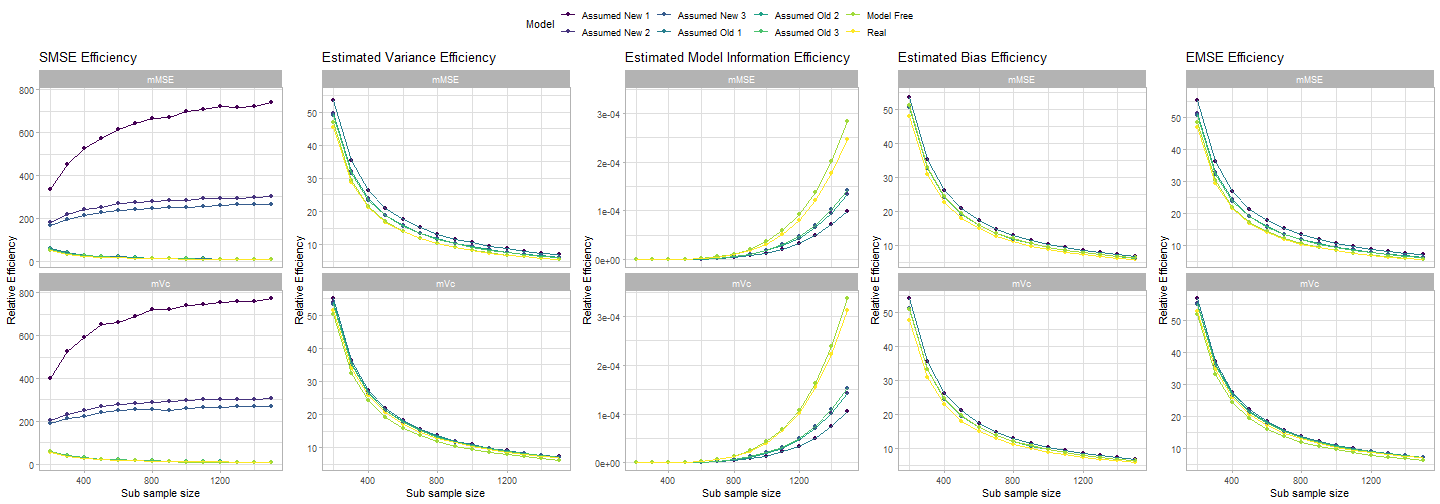 Model
Assumed New 1
Assumed New 3
Assumed Old 2
Model Free
Assumed New 2
Assumed Old 1
Assumed Old 3
Real
SMSE Efficiency
Estimated Variance Efficiency
Estimated Model Information Efficiency
Estimated Bias Efficiency
EMSE Efficiency
mMSE
mMSE
mMSE
mMSE
mMSE
800
600
400
200
0
50
40
30
20
10
3e-04
2e-04
1e-04
0e+00
50
40
30
20
10
50
40
30
20
10
Relative Efficiency
Relative Efficiency
Relative Efficiency
Relative Efficiency
Relative Efficiency
mVc
mVc
mVc
mVc
mVc
800
600
400
200
0
50
40
30
20
10
3e-04
2e-04
1e-04
0e+00
50
40
30
20
10
50
40
30
20
10
400
800
1200
400
800
1200
400
800
1200
400
800
1200
400
800
1200
Sub sample size
Sub sample size
Sub sample size
Sub sample size
Sub sample size